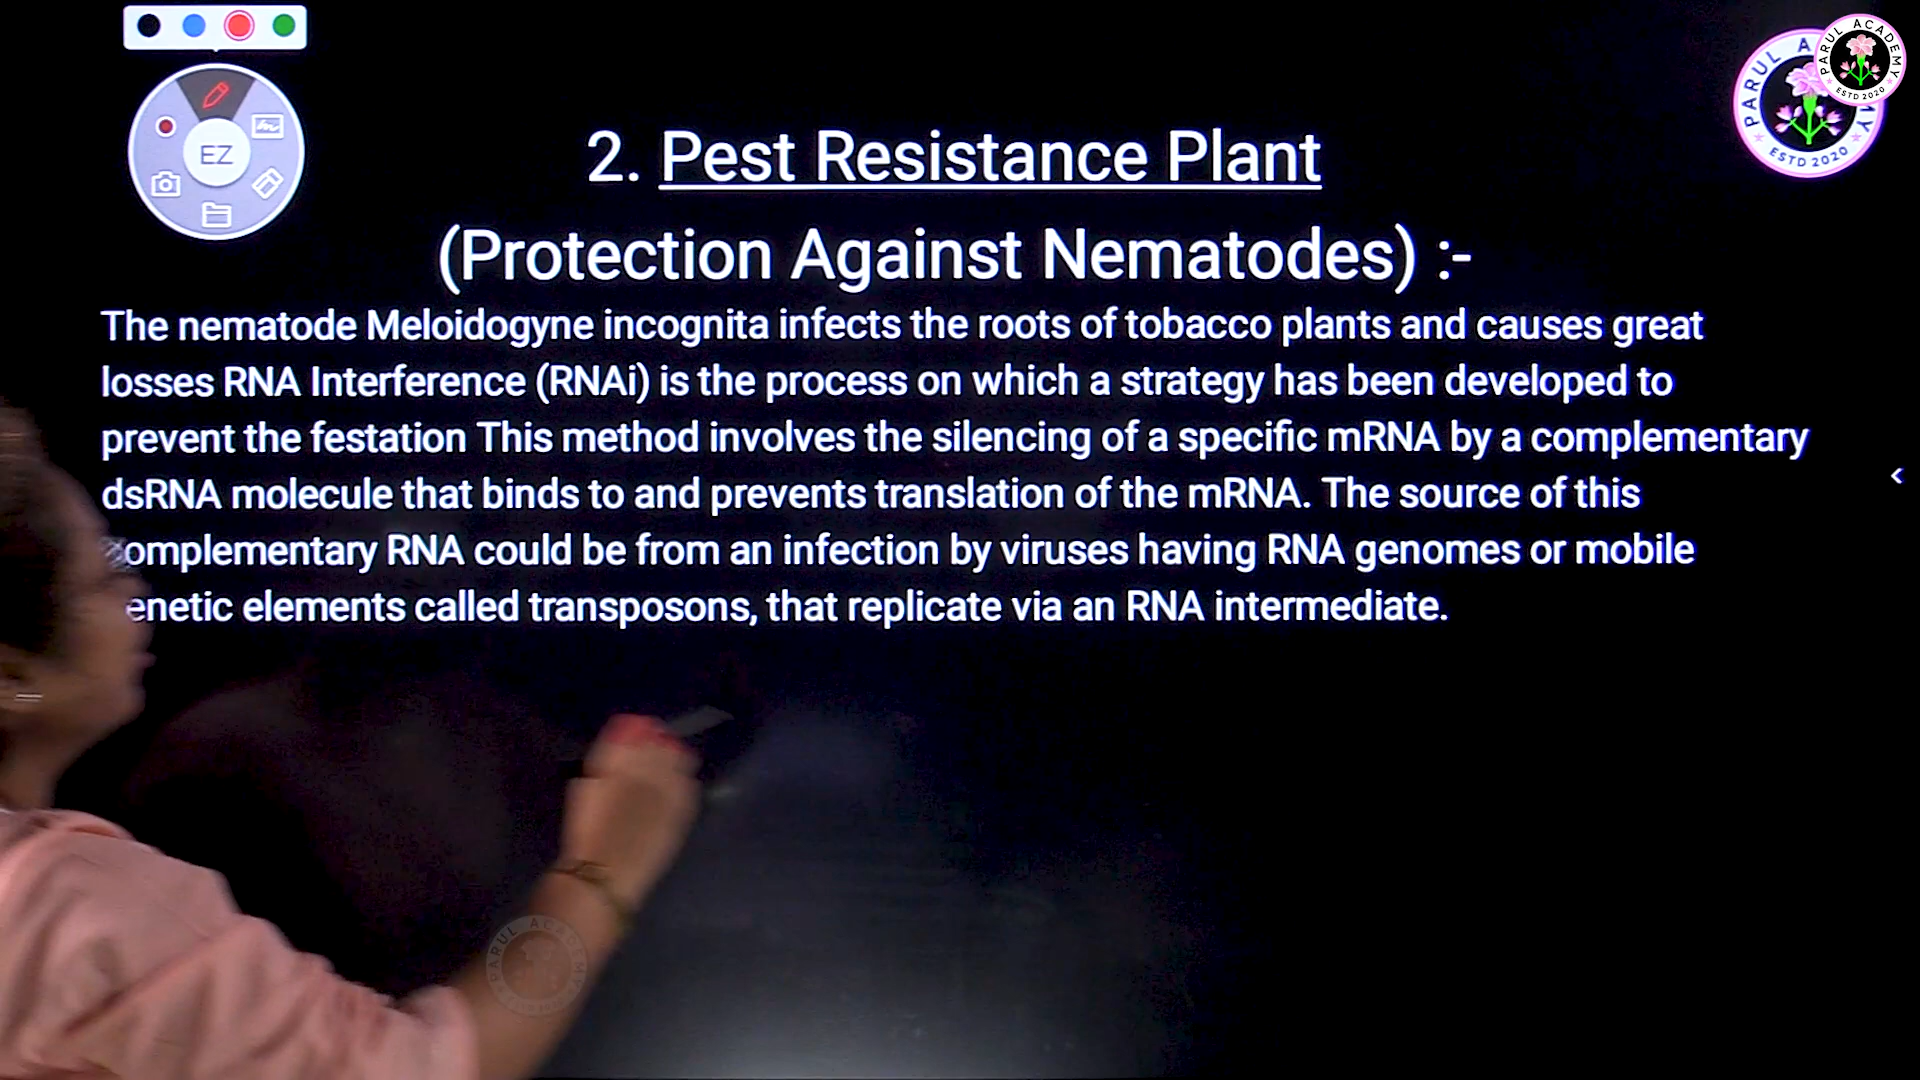 EZ
PARUL ACADEMY
ESTD 2020
ESTD 2020
2. Pest Resistance Plant
(Protection Against Nematodes) :-
The nematode Meloidogyne incognita infects the roots of tobacco plants and causes great
losses RNA Interference (RNAi) is the process on which a strategy has been developed to
prevent the festation This method involves the silencing of a specific mRNA by a complementary
dsRNA molecule that binds to and prevents translation of the mRNA. The source of this
omplementary RNA could be from an infection by viruses having RNA genomes or mobile
enetic elements called transposons, that replicate via an RNA intermediate.
PARUL ACADEMY